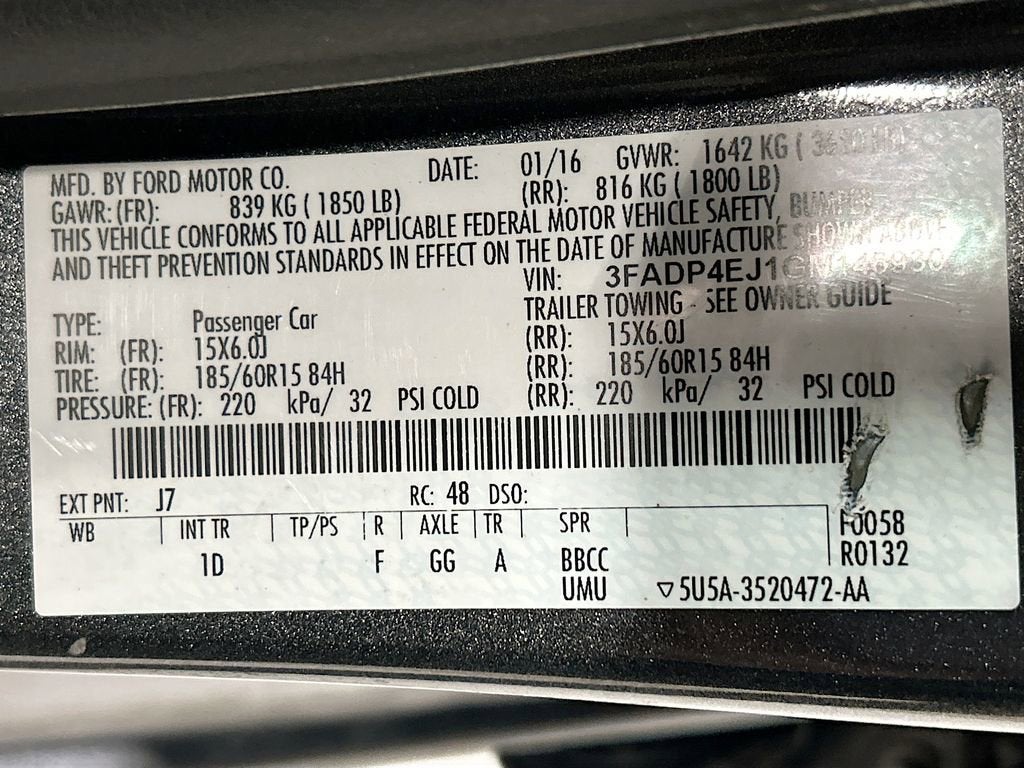 MFD. BY FORD MOTOR CO. DATE: 01/16 GVWR: 1642 KG ( 3620 LB)
GAWR: (FR): 839 KG ( 1850 LB) (RR): 816 KG ( 1800 LB)
THIS VEHICLE CONFORMS TO ALL APPLICABLE FEDERAL MOTOR VEHICLE SAFETY, BUMPER
AND THEFT PREVENTION STANDARDS IN EFFECT ON THE DATE OF MANUFACTURE SHOWN ABOVE
VIN:
TYPE: Passenger Car TRAILER TOWING - SEE OWNER GUIDE
RIM: (FR): 15X6.0J (RR): 15X6.0J
TIRE: (FR): 185/60R15 84H (RR): 185/60R15 84H
PRESSURE: (FR): 220 kPa/ 32 PSI COLD (RR): 220 kPa/ 32 PSI COLD
EXT PNT: J7 RC: 48 DSO:
WB INT TR TP/PS R AXLE TR SPR F0058
1D F GG A BBCC R0132
UMU ▽5U5A-3520472-AA